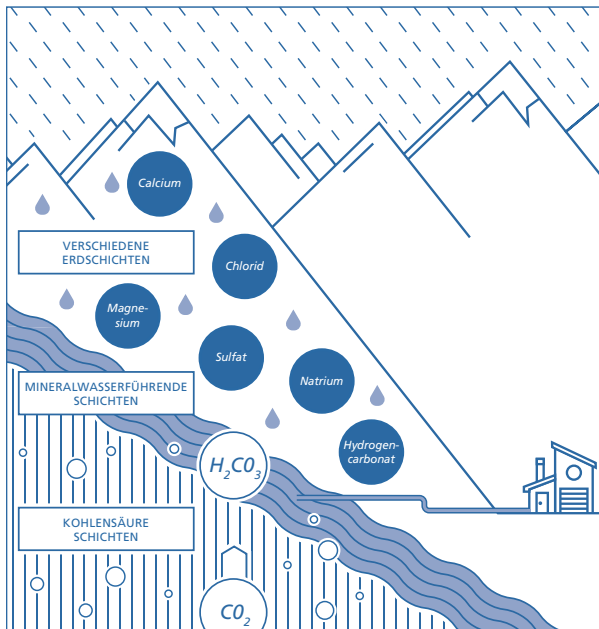 Calcium
VERSCHIEDENE
ERDSCHICHTEN
Chlorid
Magne-
sium
Sulfat
Natrium
MINERALWASSERFÜHRENDE
SCHICHTEN
Hydrogen-
carbonat
H₂C0₃
KOHLENSÄURE
SCHICHTEN
C0₂